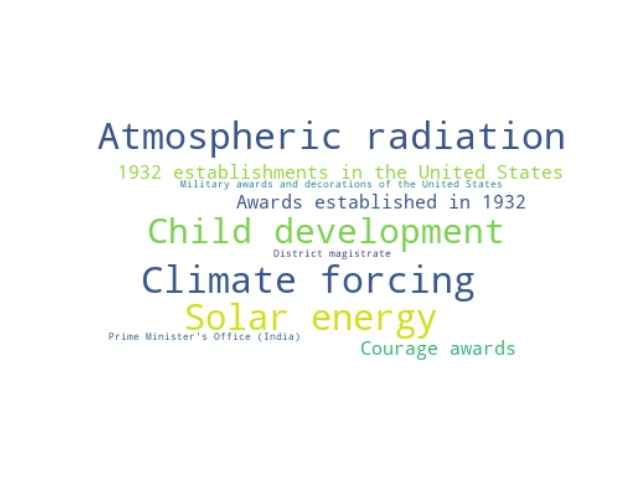 Atmospheric radiation
1932 establishments in the United States
Military awards and decorations of the United States
Awards established in 1932
Child development
District magistrate
Climate forcing
Solar energy
Prime Minister's Office (India)
Courage awards